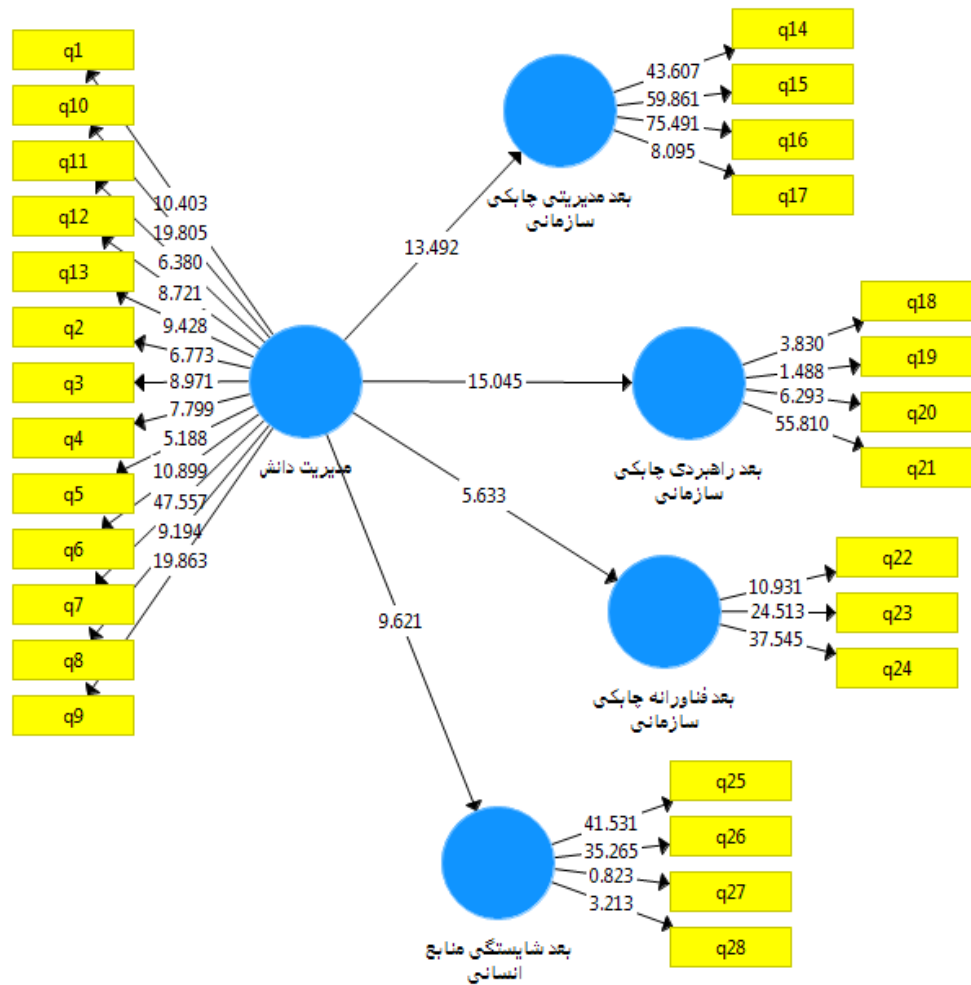 q1
q10
q11
q12
q13
q2
q3
q4
q5
q6
q7
q8
q9
10.403
19.805
6.380
8.721
9.428
6.773
8.971
7.799
5.188
10.899
47.557
9.194
19.863
مدیریت دانش
13.492
15.045
5.633
9.621
بعد مدیریتی چابکی
سازمانی
43.607
59.861
75.491
8.095
q14
q15
q16
q17
بعد راهبردی چابکی
سازمانی
3.830
1.488
6.293
55.810
q18
q19
q20
q21
بعد فناورانه چابکی
سازمانی
10.931
24.513
37.545
q22
q23
q24
بعد شایستگی منابع
انسانی
41.531
35.265
0.823
3.213
q25
q26
q27
q28